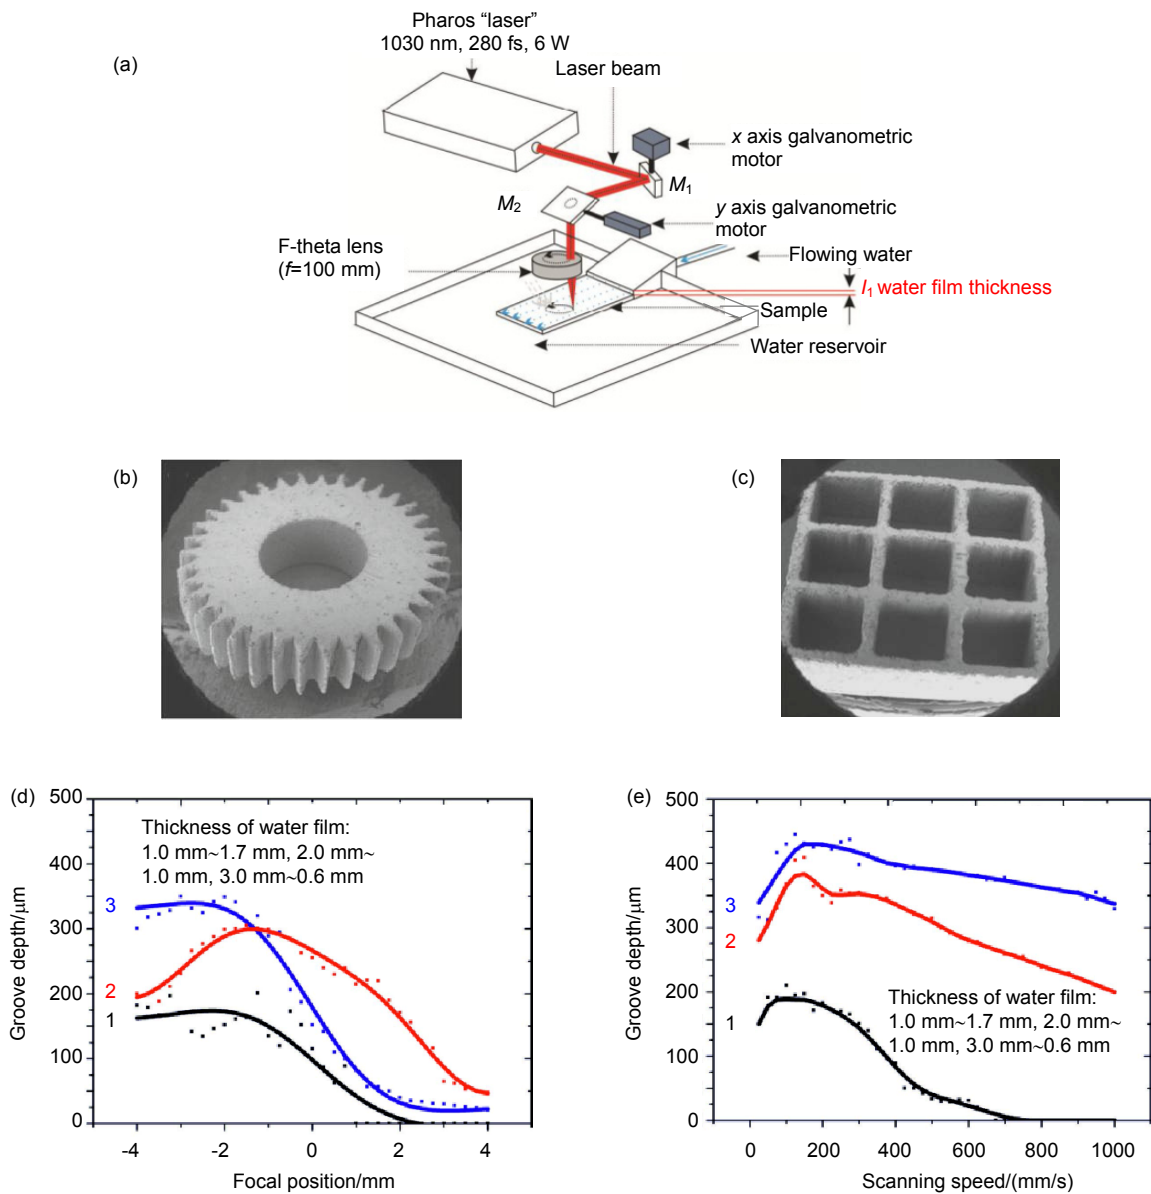 (a)
Pharos “laser”
1030 nm, 280 fs, 6 W
Laser beam
x axis galvanometric
motor
M1
M2
y axis galvanometric
motor
F-theta lens
(f=100 mm)
Flowing water
l1 water film thickness
Sample
Water reservoir
(b)
(c)
(d)
500
400
300
200
100
0
Groove depth/μm
Thickness of water film:
1.0 mm~1.7 mm, 2.0 mm~
1.0 mm, 3.0 mm~0.6 mm
3
2
1
-4
-2
0
2
4
Focal position/mm
(e)
500
400
300
200
100
0
Groove depth/μm
3
2
1
Thickness of water film:
1.0 mm~1.7 mm, 2.0 mm~
1.0 mm, 3.0 mm~0.6 mm
0
200
400
600
800
1000
Scanning speed/(mm/s)